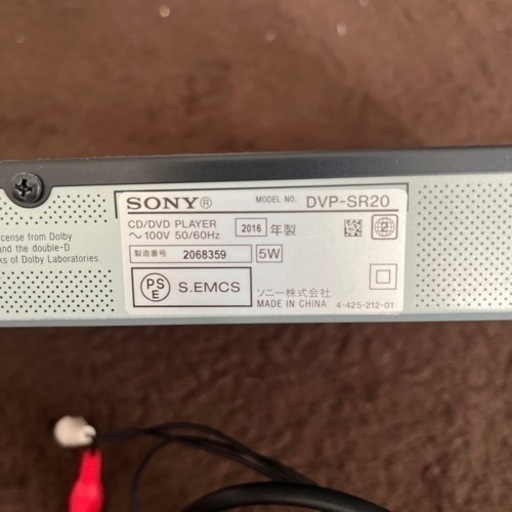 SONY® MODEL NO. DVP-SR20
CD/DVD PLAYER
～100V 50/60Hz 2016 年製 2
製造番号 2068359 5W
PSE S.EMCS ソニー株式会社
MADE IN CHINA 4-425-212-01
icense from Dolby
and the double-D
ks of Dolby Laboratories.